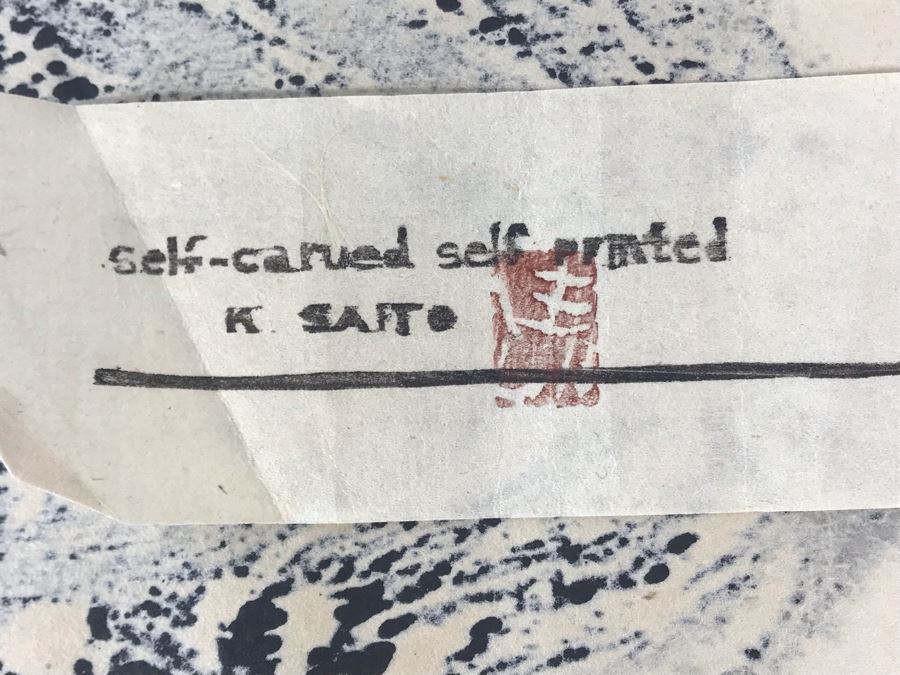 self-carved self printed
K. SAITO